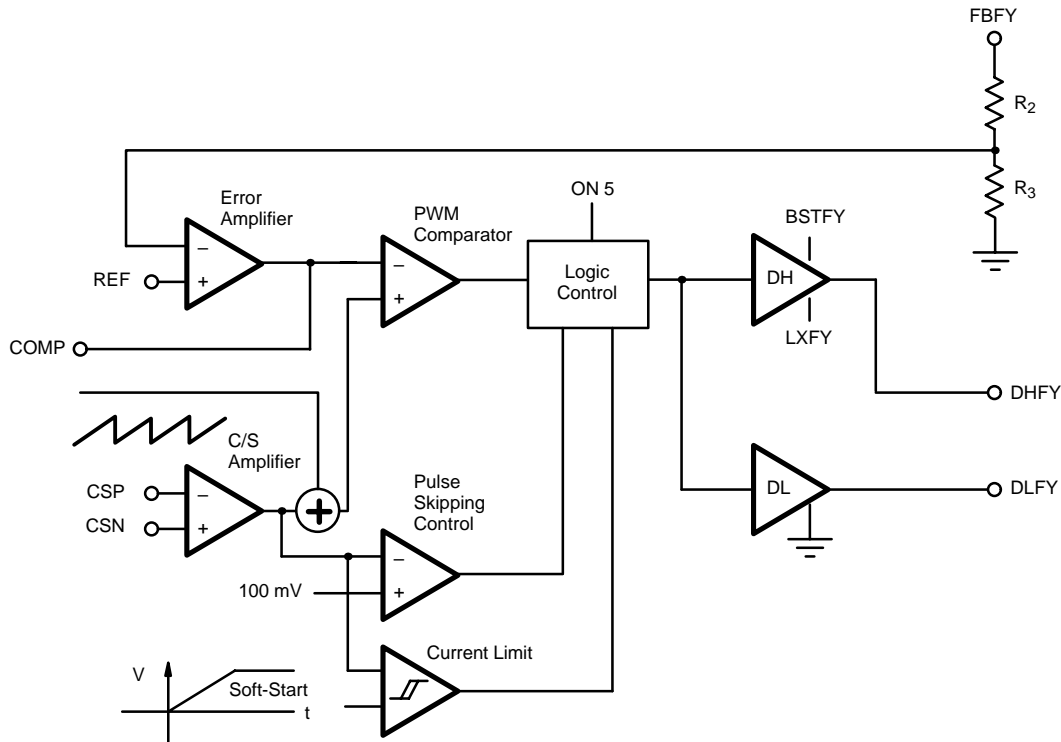 FBFY
R2
R3
ON 5
Error
Amplifier
PWM
Comparator
BSTFY
−
REF
+
−
+
Logic
Control
DH
LXFY
COMP
DHFY
C/S
Amplifier
CSP
−
CSN
+
+
Pulse
Skipping
Control
DL
DLFY
−
100 mV
+
Current Limit
V
Soft-Start
t